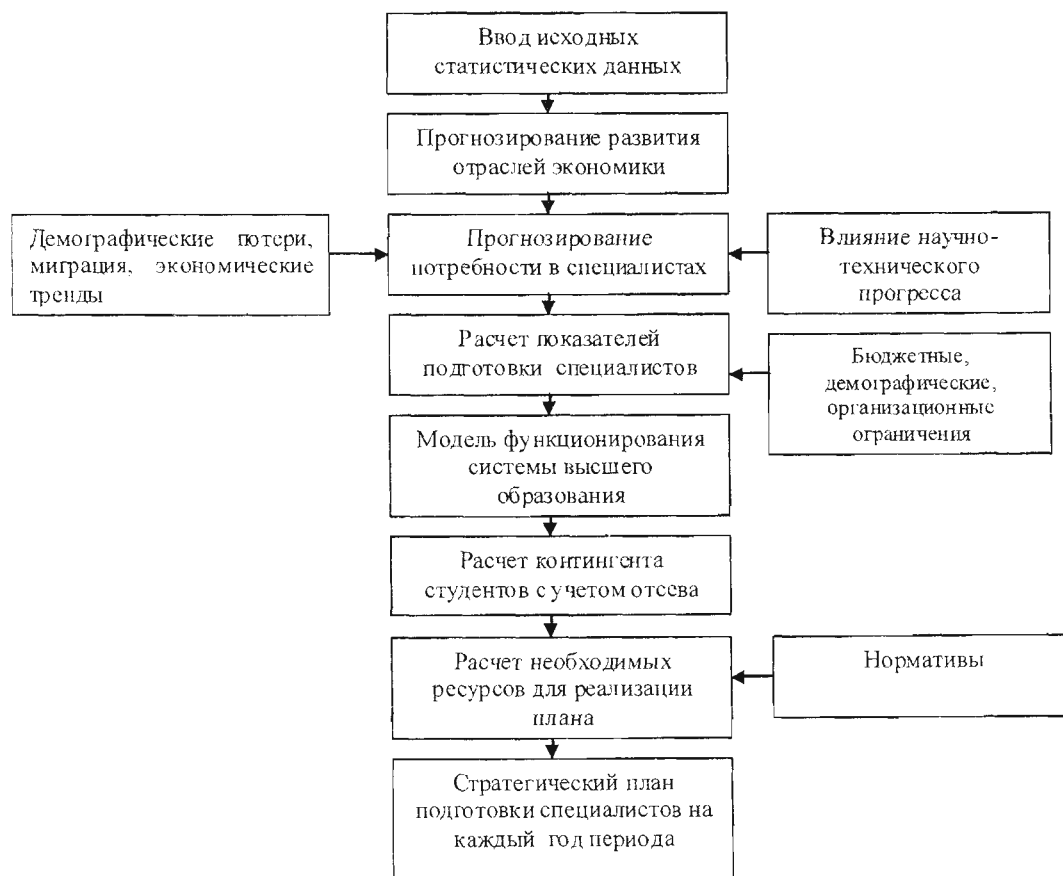 Ввод исходных
статистических данных
Прогнозирование развития
отраслей экономики
Демографические потери,
миграция, экономические
тренды
Прогнозирование
потребности в специалистах
Влияние научно-
технического
прогресса
Расчет показателей
подготовки специалистов
Бюджетные,
демографические,
организационные
ограничения
Модель функционирования
системы высшего
образования
Расчет контингента
студентов с учетом отсева
Расчет необходимых
ресурсов для реализации
плана
Нормативы
Стратегический план
подготовки специалистов на
каждый год периода